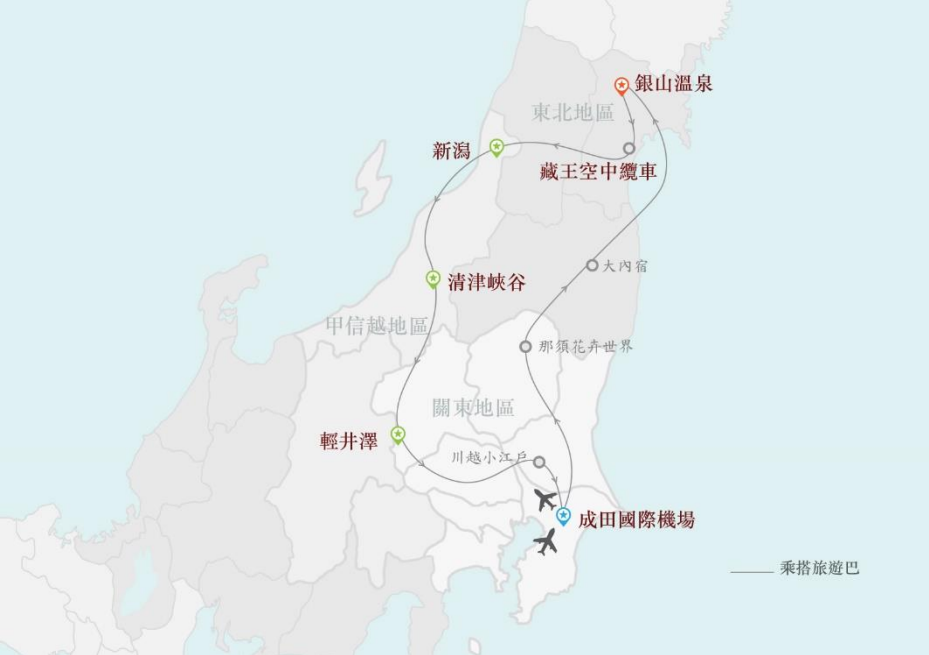 銀山溫泉
東北地區
新潟
藏王空中纜車
大內宿
清津峽谷
甲信越地區
那須花卉世界
關東地區
輕井澤
川越小江戶
成田國際機場
乘搭旅遊巴